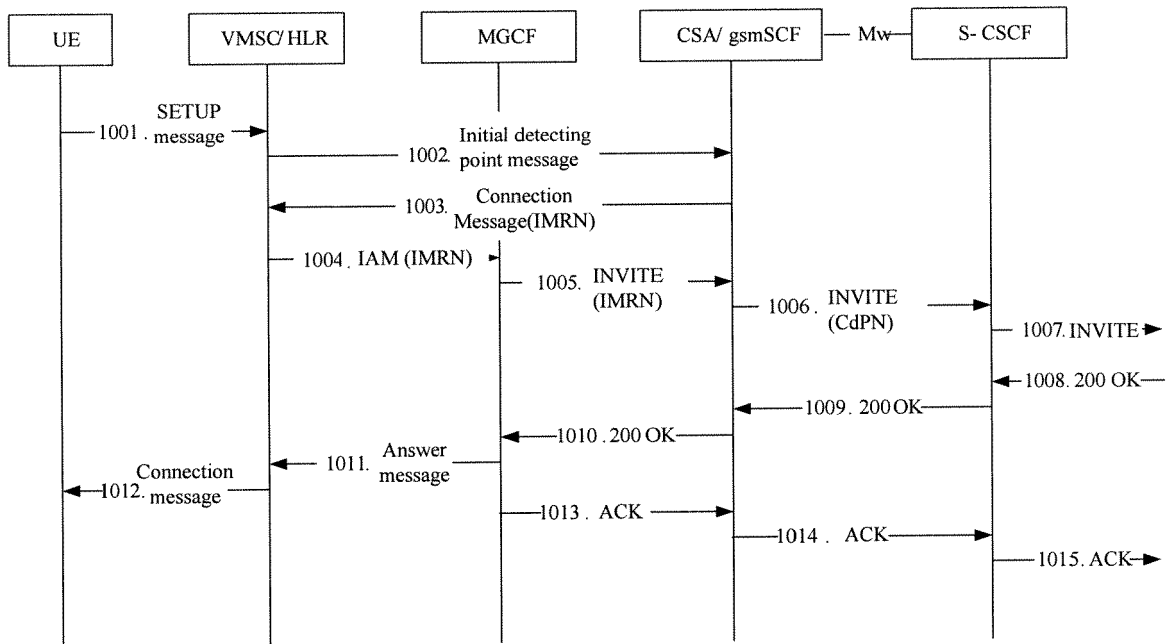 UE
VMSC/HLR
MGCF
CSA/gsmSCF
Mw
S-CSCF
1001. SETUP
message
1002. Initial detecting
point message
1003. Connection
Message(IMRN)
1004. IAM (IMRN)
1005. INVITE
(IMRN)
1006. INVITE
(CdPN)
1007. INVITE
1008. 200 OK
1009. 200 OK
1010. 200 OK
1011. Answer
message
1012. Connection
message
1013. ACK
1014. ACK
1015. ACK